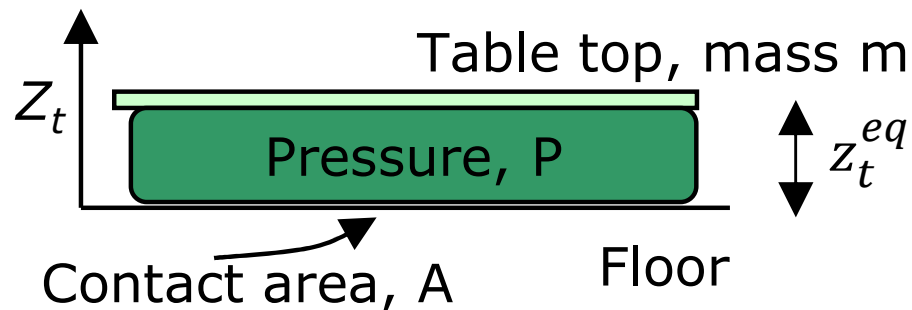 Table top, mass m
Z_t
Pressure, P
z_t^{eq}
Contact area, A
Floor